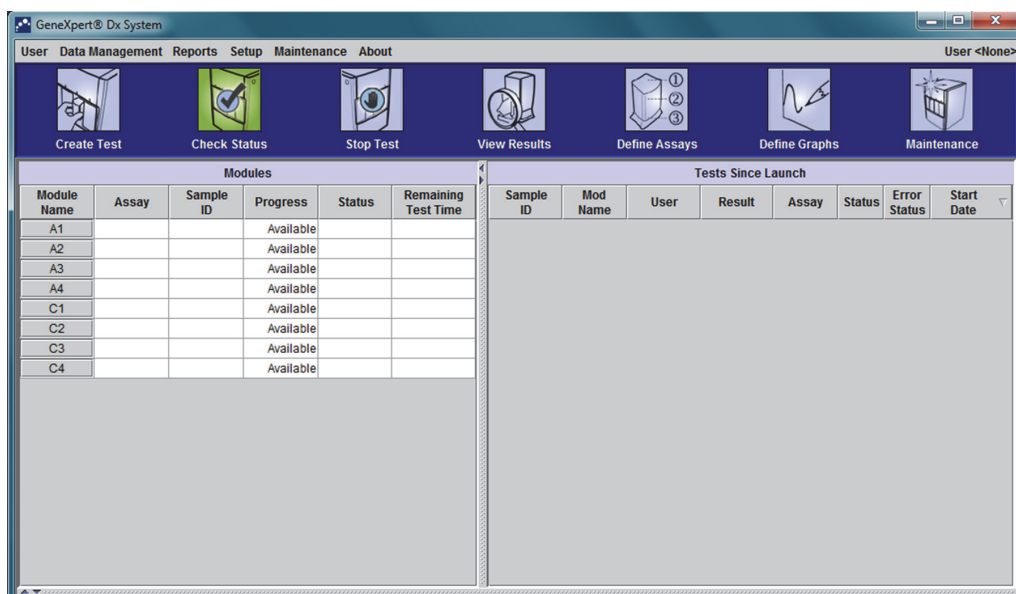 GeneXpert® Dx System
User Data Management Reports Setup Maintenance About User <None>
Create Test Check Status Stop Test View Results Define Assays Define Graphs Maintenance
① ② ③
Modules
Module Name Assay Sample ID Progress Status Remaining Test Time
A1 Available
A2 Available
A3 Available
A4 Available
C1 Available
C2 Available
C3 Available
C4 Available
Tests Since Launch
Sample ID Mod Name User Result Assay Status Error Status Start Date